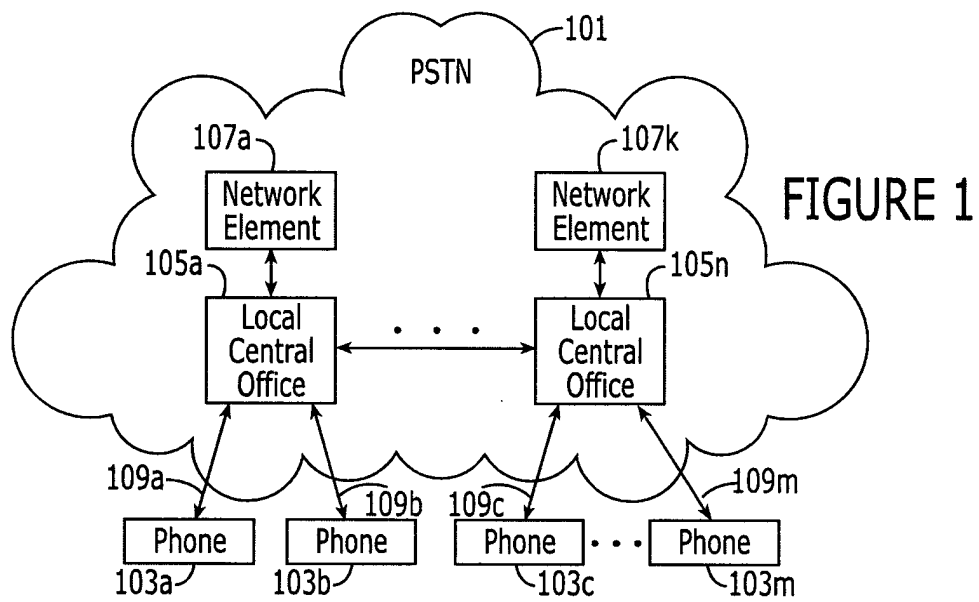 101
PSTN
107a
107k
Network
Element
Network
Element
FIGURE 1
105a
105n
Local
Central
Office
. . .
Local
Central
Office
109a
109b
109c
109m
Phone
Phone
Phone
...
Phone
103a
103b
103c
103m